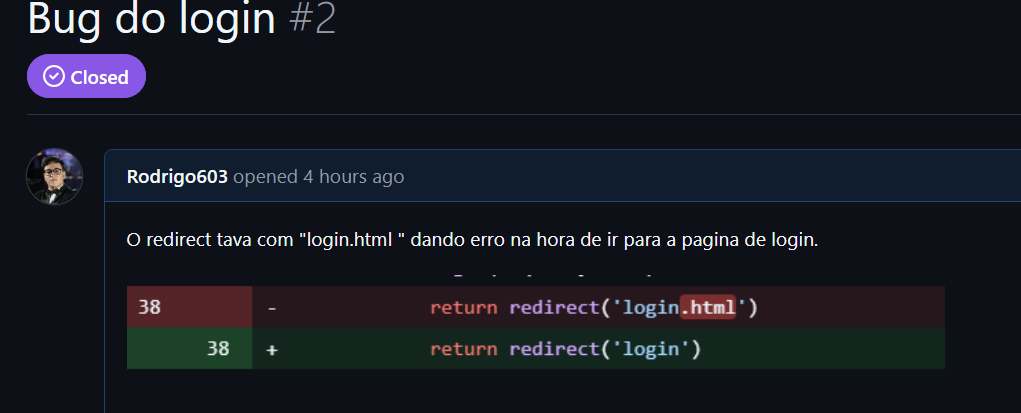 Bug do login #2
Closed
Rodrigo603 opened 4 hours ago
O redirect tava com "login.html " dando erro na hora de ir para a pagina de login.
38 - return redirect('login.html')
38 + return redirect('login')